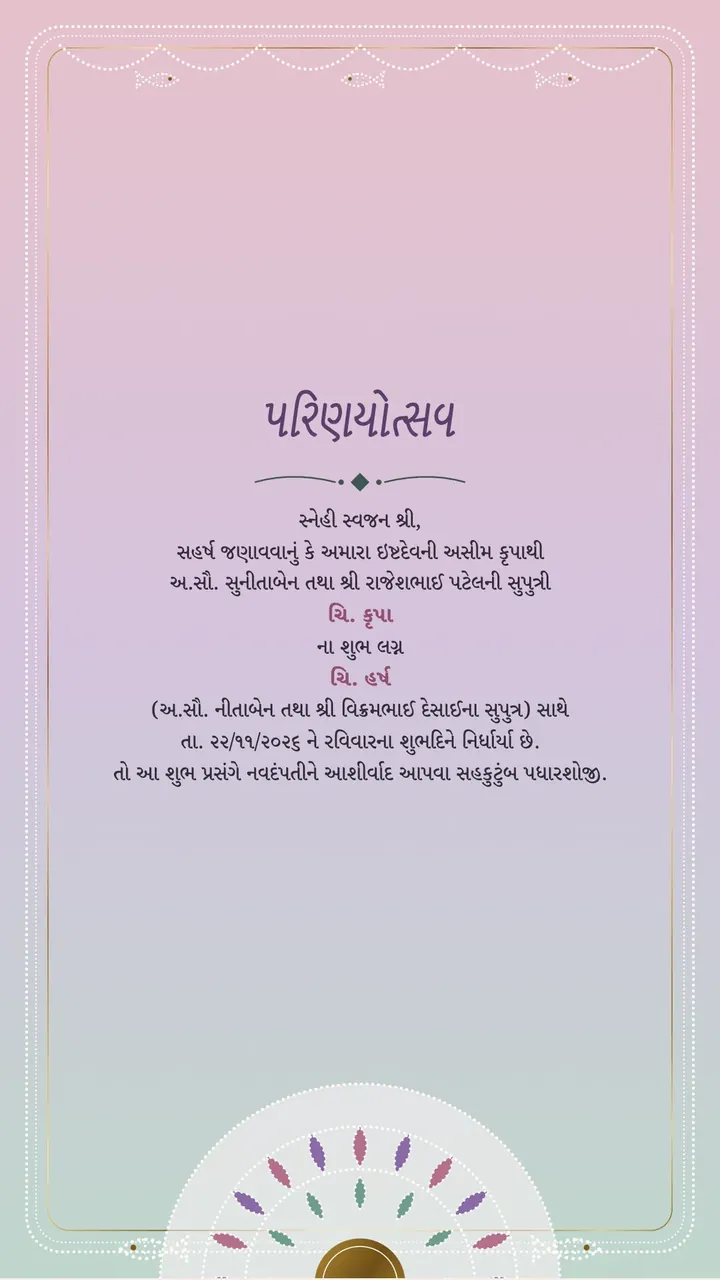 પરિણયોત્સવ
સ્નેહી સ્વજન શ્રી,
સહર્ષ જણાવવાનું કે અમારા ઇષ્ટદેવની અસીમ કૃપાથી
અ.સૌ. સુનીતાબેન તથા શ્રી રાજેશભાઈ પટેલની સુપુત્રી
ચિ. કૃપા
ના શુભ લગ્ન
ચિ. હર્ષ
(અ.સૌ. નીતાબેન તથા શ્રી વિક્રમભાઈ દેસાઈના સુપુત્ર) સાથે
તા. ૨૨/૧૧/૨૦૨૬ ને રવિવારના શુભદિને નિર્ધાર્યા છે.
તો આ શુભ પ્રસંગે નવદંપતીને આશીર્વાદ આપવા સહકુટુંબ પધારશોજી.